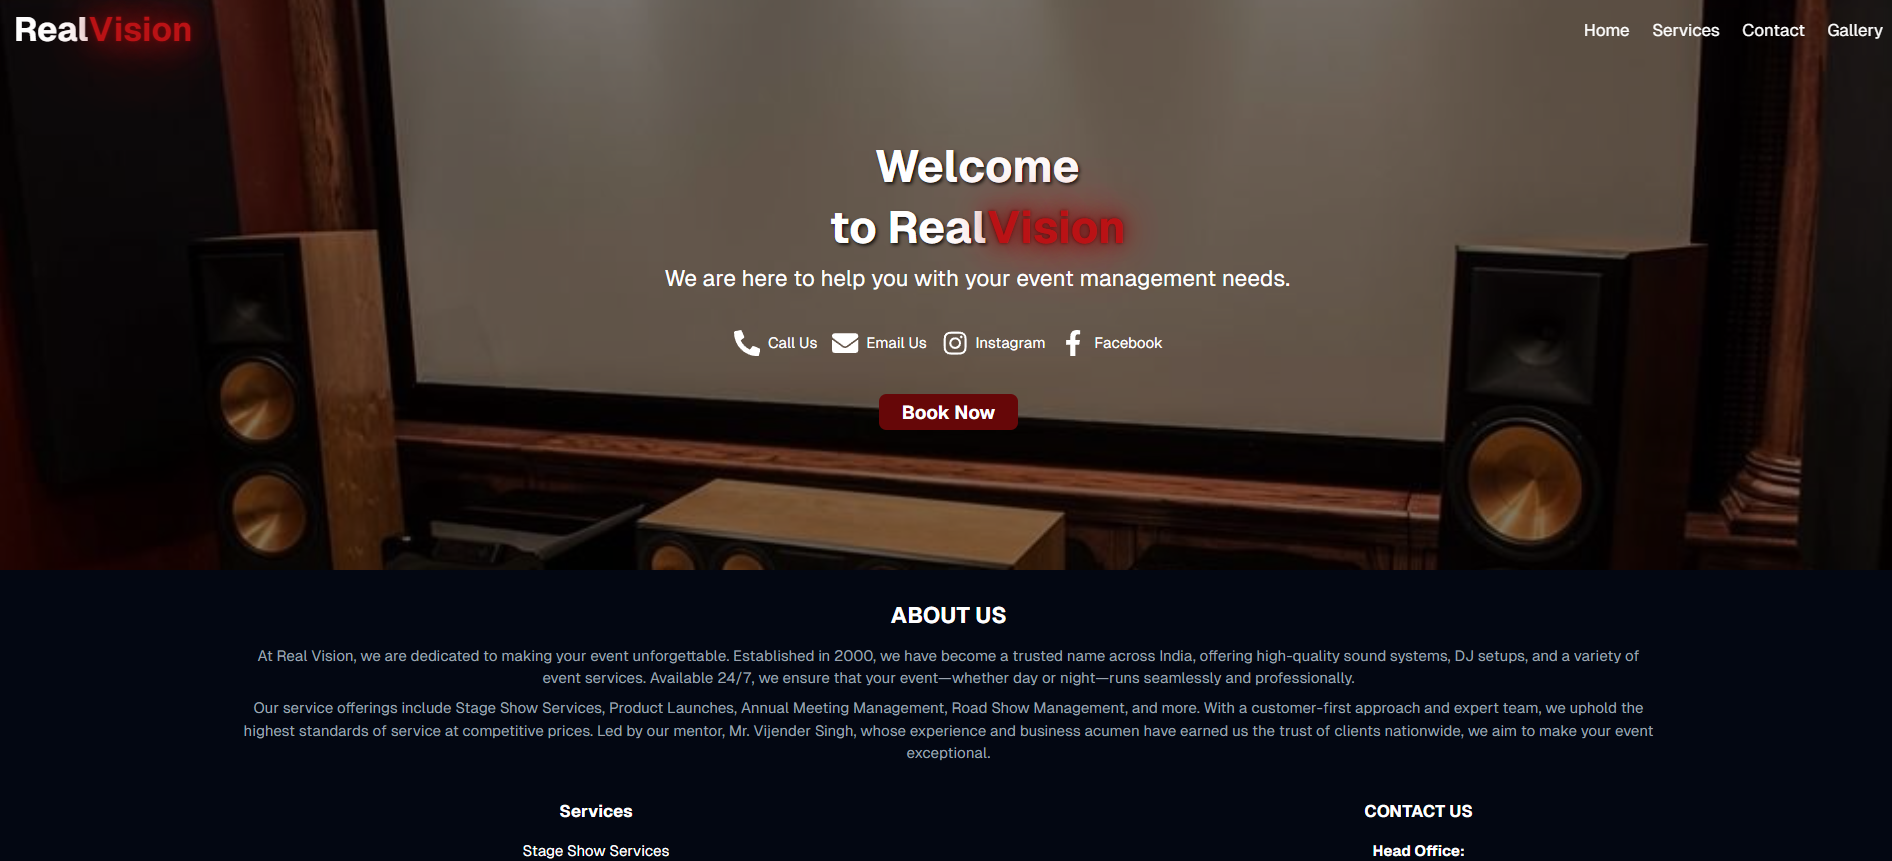 RealVision
Home Services Contact Gallery
Welcome
to RealVision
We are here to help you with your event management needs.
Call Us Email Us Instagram Facebook
Book Now
ABOUT US
At Real Vision, we are dedicated to making your event unforgettable. Established in 2000, we have become a trusted name across India, offering high-quality sound systems, DJ setups, and a variety of
event services. Available 24/7, we ensure that your event—whether day or night—runs seamlessly and professionally.
Our service offerings include Stage Show Services, Product Launches, Annual Meeting Management, Road Show Management, and more. With a customer-first approach and expert team, we uphold the
highest standards of service at competitive prices. Led by our mentor, Mr. Vijender Singh, whose experience and business acumen have earned us the trust of clients nationwide, we aim to make your event
exceptional.
Services
Stage Show Services
CONTACT US
Head Office: